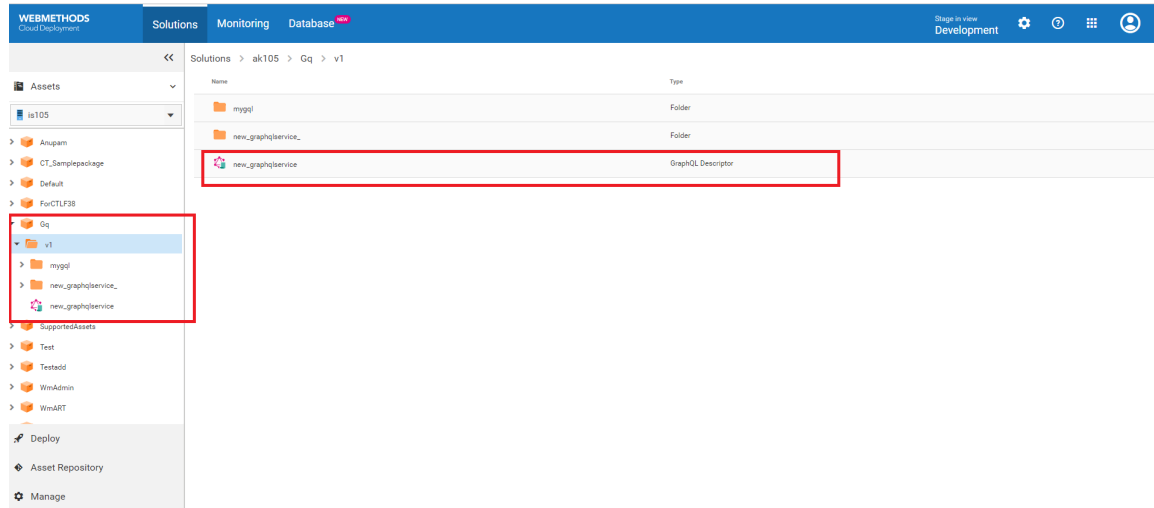 WEBMETHODS
Cloud Deployment
Solutions
Monitoring
Database NEW
Stage in view
Development
Solutions > ak105 > Gq > v1
Assets
is105
Anupam
CT_Samplepackage
Default
ForCTLF38
Gq
v1
mygql
new_graphqlservice_
new_graphqlservice
SupportedAssets
Test
Testadd
WmAdmin
WmART
Deploy
Asset Repository
Manage
Name Type
mygql Folder
new_graphqlservice_ Folder
new_graphqlservice GraphQL Descriptor